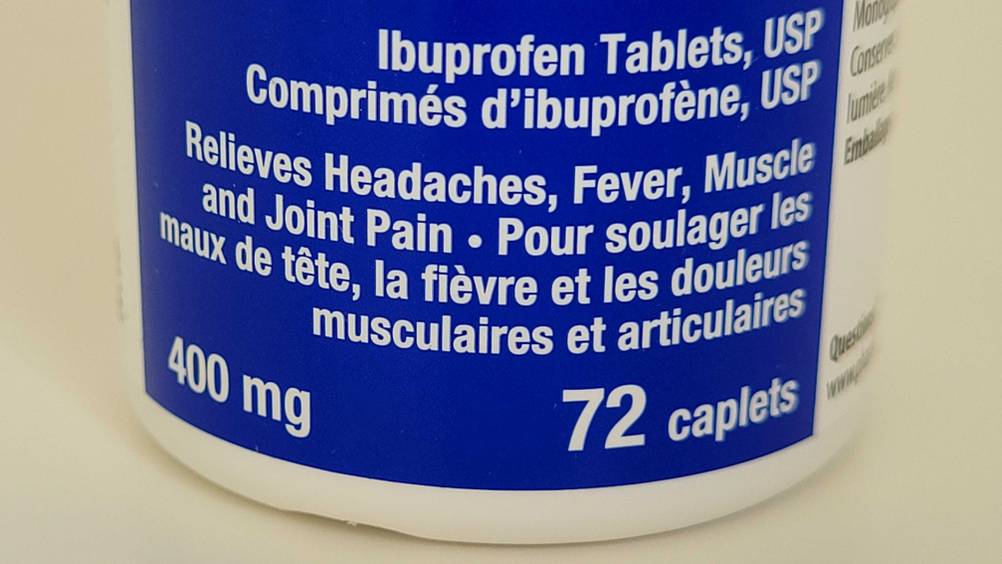 Ibuprofen Tablets, USP
Comprimés d'ibuprofène, USP
Relieves Headaches, Fever, Muscle
and Joint Pain • Pour soulager les
maux de tête, la fièvre et les douleurs
musculaires et articulaires
400 mg
72 caplets